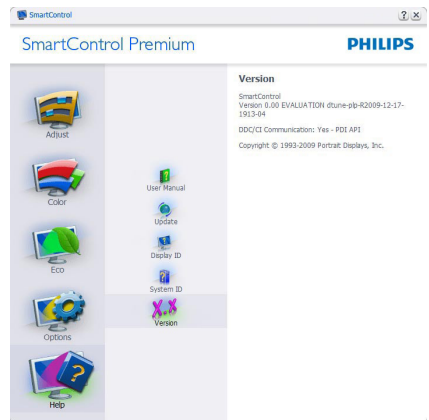 SmartControl
SmartControl Premium
PHILIPS
Adjust
Color
Eco
Options
Help
User Manual
Update
Display ID
System ID
X.X
Version
Version
SmartControl
Version 0.00 EVALUATION dtune-plp-R2009-12-17-
1913-04
DDC/CI Communication: Yes - PDI API
Copyright © 1993-2009 Portrait Displays, Inc.